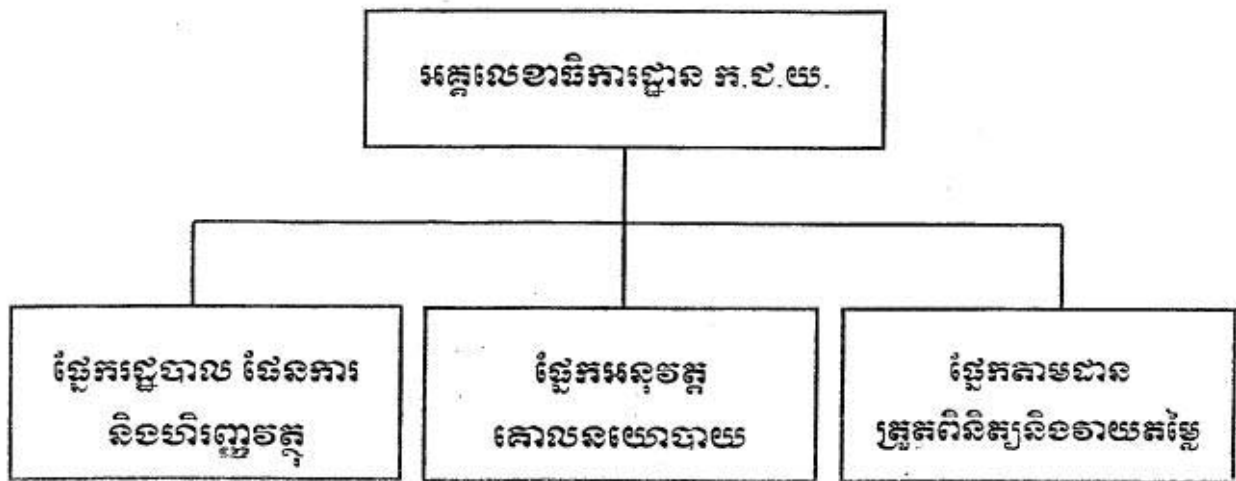 អគ្គលេខាធិការដ្ឋាន ក.ជ.យ.
ផ្នែករដ្ឋបាល ផែនការ
និងហិរញ្ញវត្ថុ
ផ្នែកអនុវត្ត
គោលនយោបាយ
ផ្នែកតាមដាន
ត្រួតពិនិត្យនិងវាយតម្លៃ